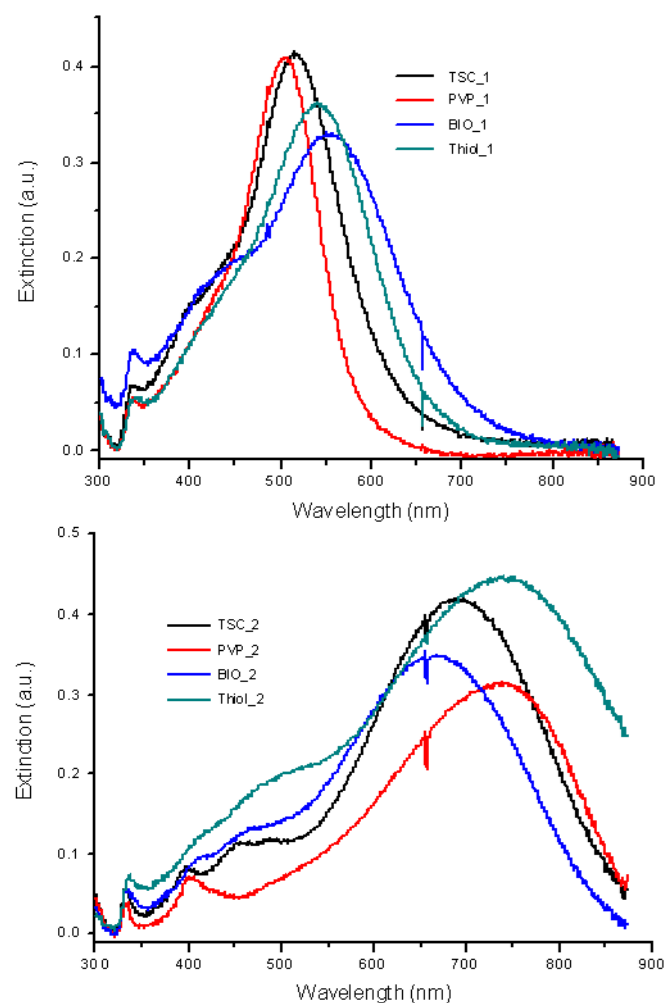 0.4
0.3
0.2
0.1
0.0
Extinction (a.u.)
TSC_1
PVP_1
BIO_1
Thiol_1
300 400 500 600 700 800 900
Wavelength (nm)
0.5
0.4
0.3
0.2
0.1
0.0
Extinction (a.u.)
TSC_2
PVP_2
BIO_2
Thiol_2
300 400 500 600 700 800 900
Wavelength (nm)